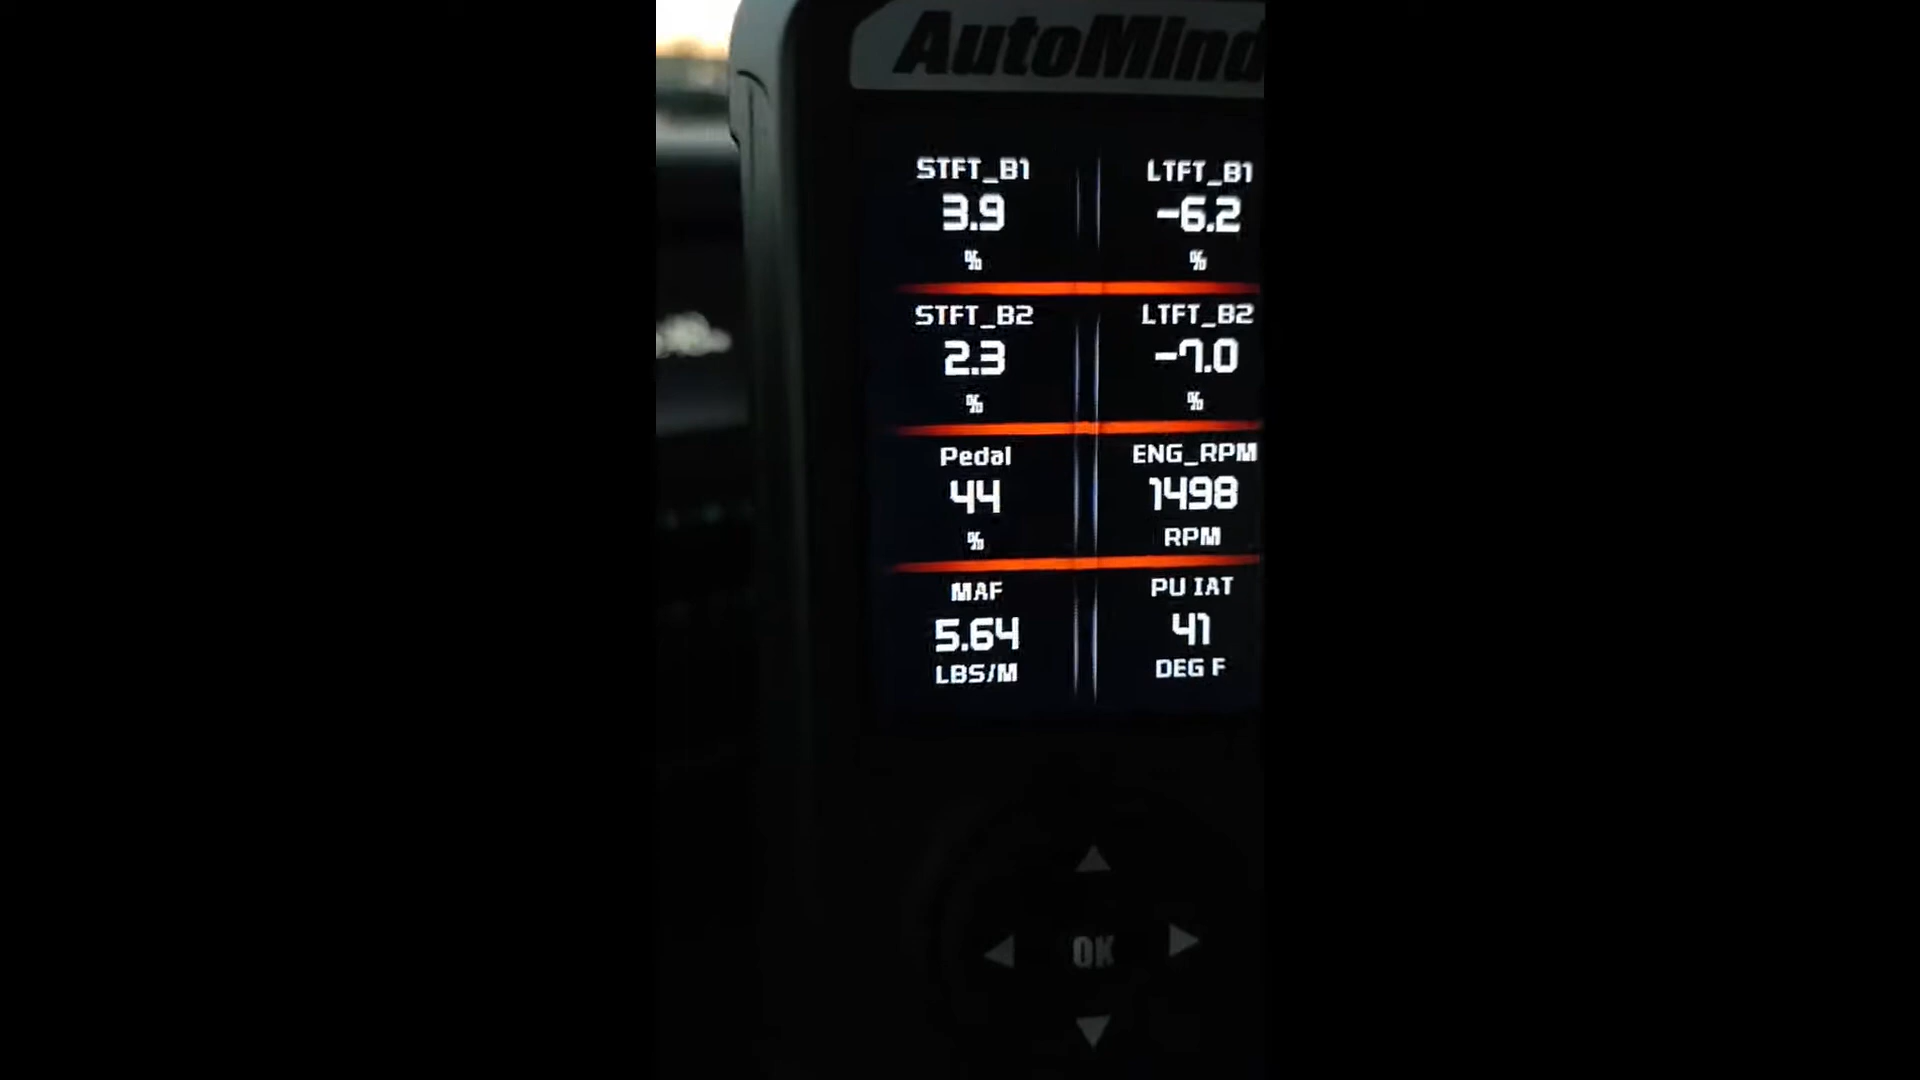 AutoMind
STFT_B1 LTFT_B1
3.9 -6.2
% %
STFT_B2 LTFT_B2
2.3 -7.0
% %
Pedal ENG_RPM
44 1498
% RPM
MAF PU IAT
5.64 41
LBS/M DEG F
OK